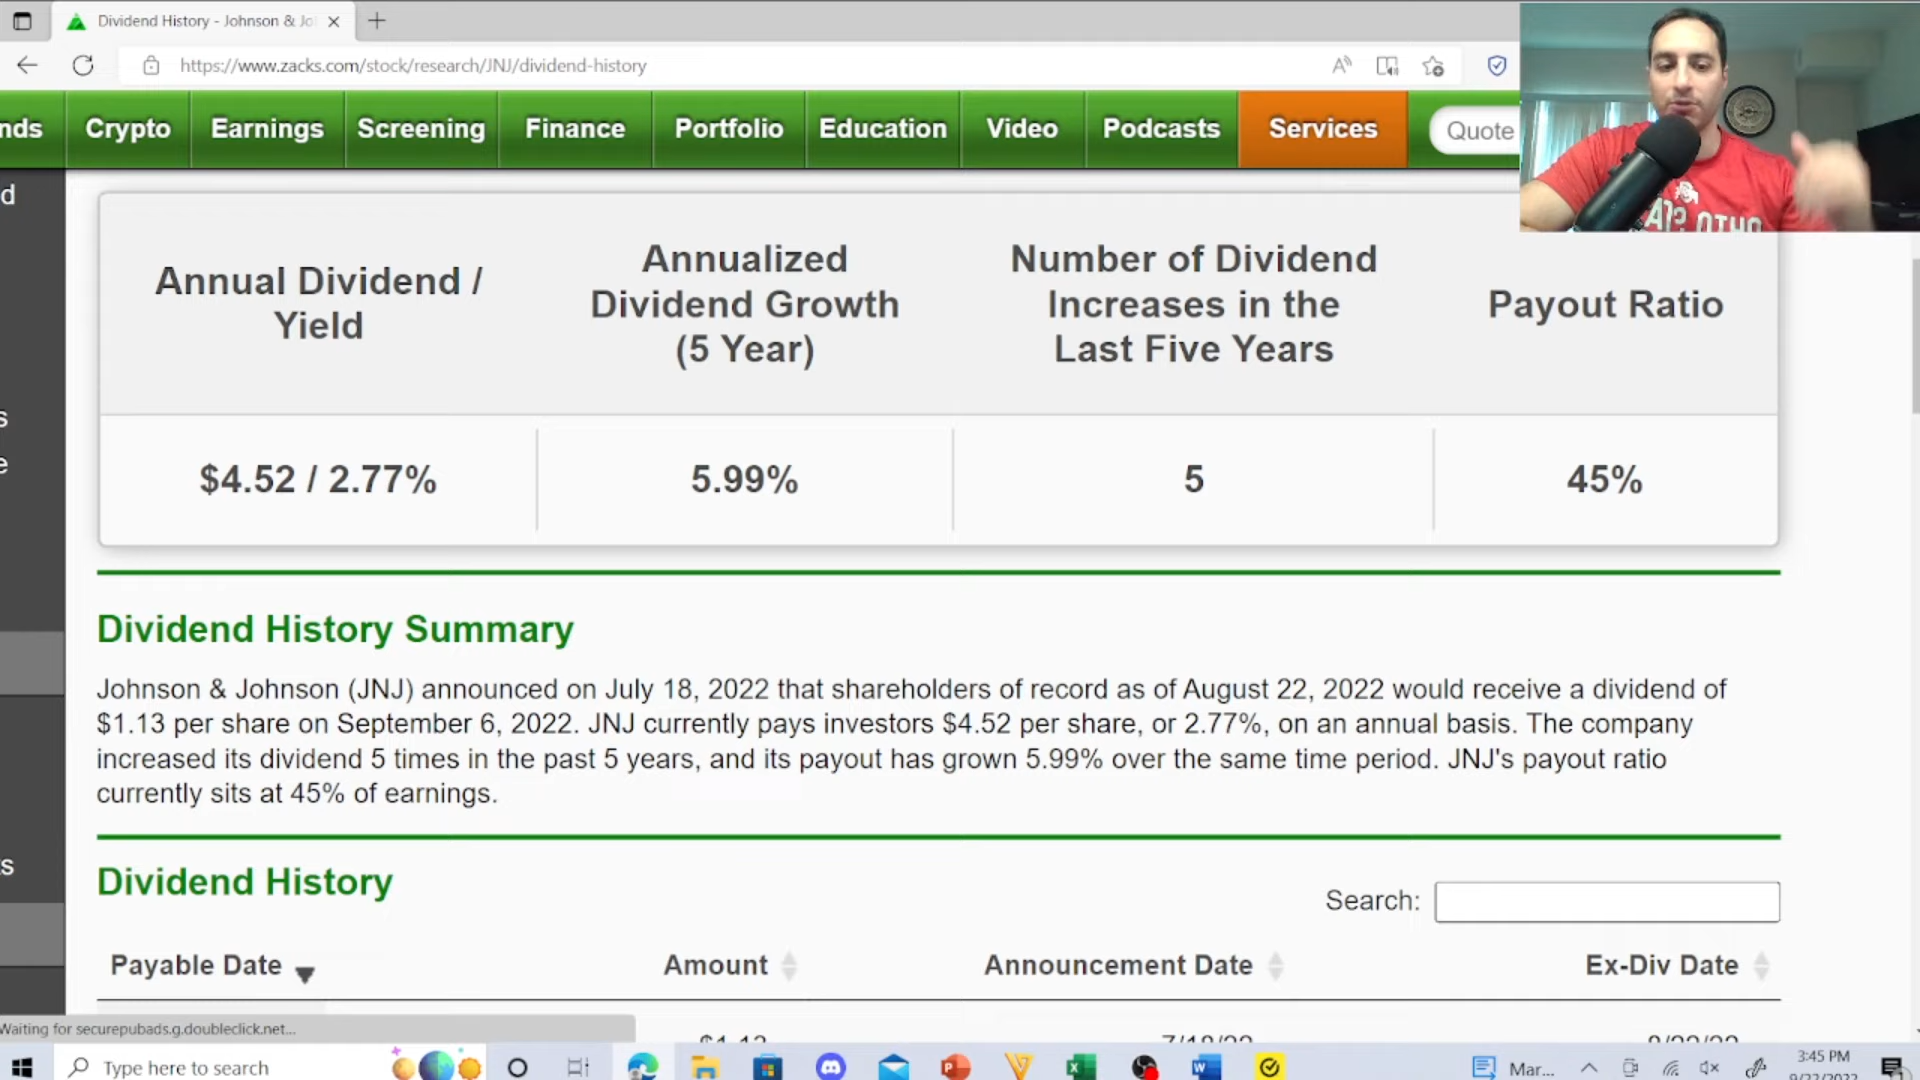 Dividend History - Johnson & Jo
https://www.zacks.com/stock/research/JNJ/dividend-history
nds Crypto Earnings Screening Finance Portfolio Education Video Podcasts Services Quote
d
Annual Dividend / Yield
Annualized Dividend Growth (5 Year)
Number of Dividend Increases in the Last Five Years
Payout Ratio
$4.52 / 2.77% 5.99% 5 45%
s
e
Dividend History Summary
Johnson & Johnson (JNJ) announced on July 18, 2022 that shareholders of record as of August 22, 2022 would receive a dividend of
$1.13 per share on September 6, 2022. JNJ currently pays investors $4.52 per share, or 2.77%, on an annual basis. The company
increased its dividend 5 times in the past 5 years, and its payout has grown 5.99% over the same time period. JNJ's payout ratio
currently sits at 45% of earnings.
ts
Dividend History
Search:
Payable Date Amount Announcement Date Ex-Div Date
Waiting for securepubads.g.doubleclick.net...
$1.13 7/18/22
Type here to search
Mar...
3:45 PM